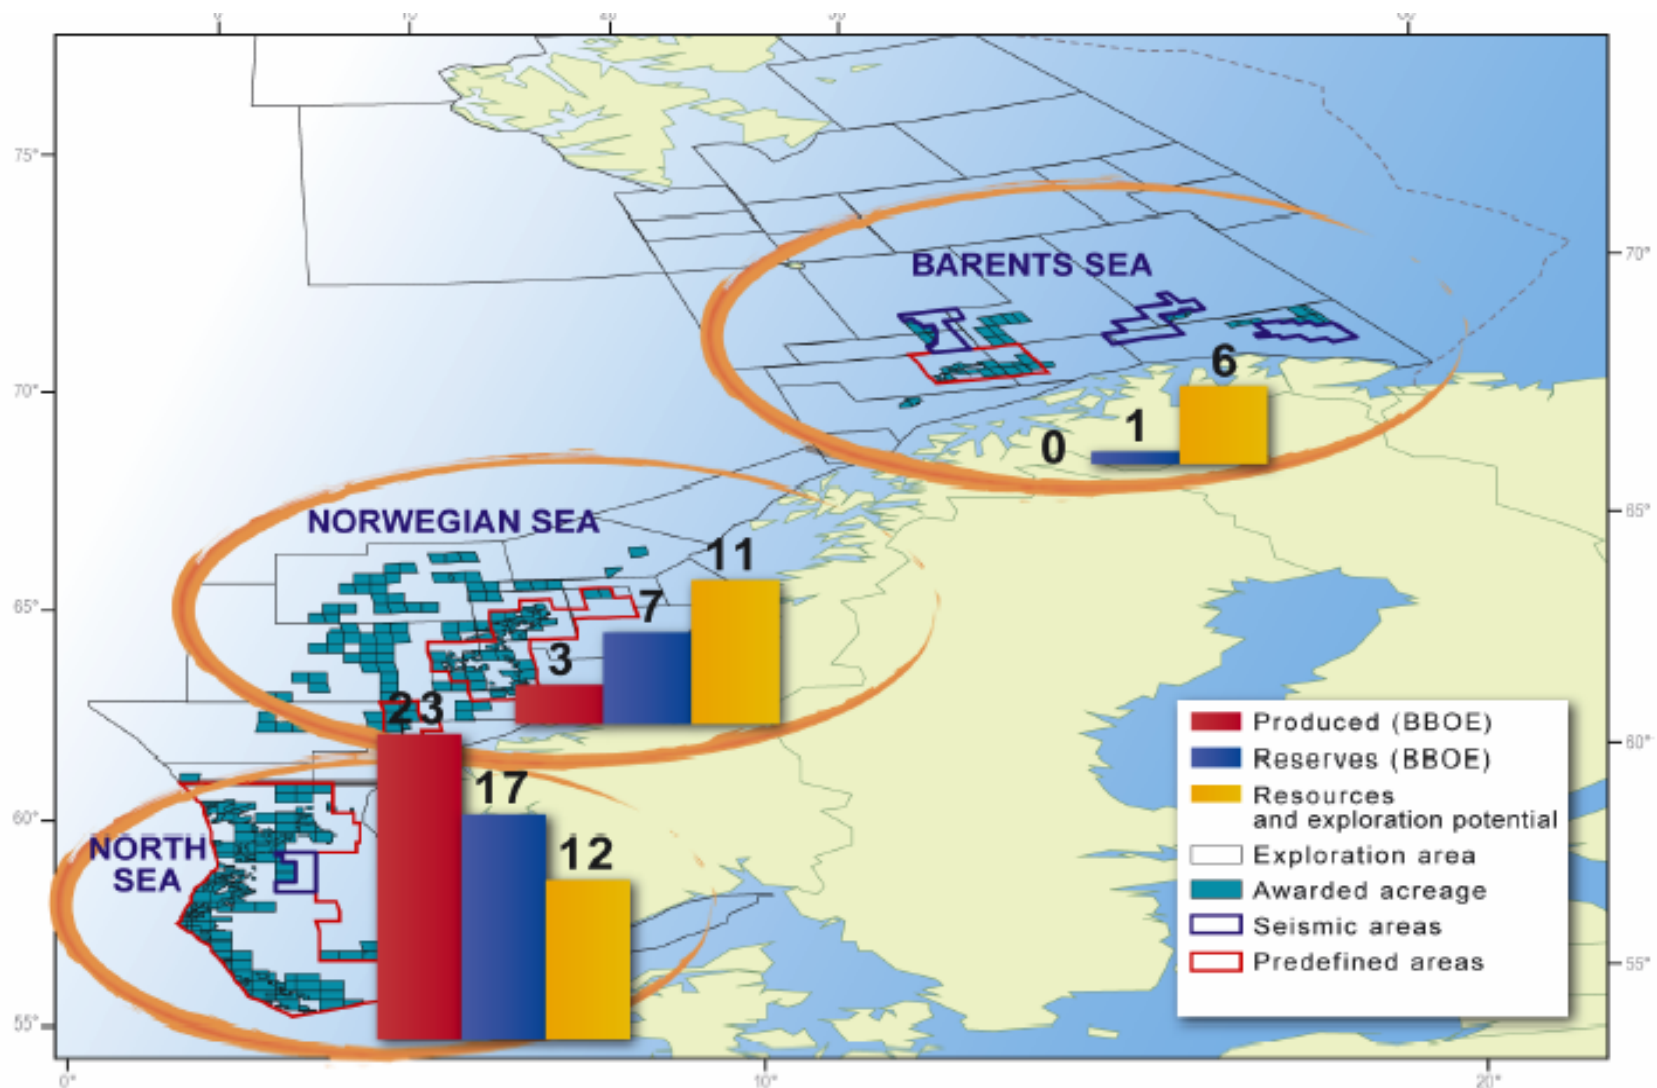 75°
70°
65°
60°
55°
0°
10°
20°
70°
65°
60°
55°
BARENTS SEA
6
1
0
NORWEGIAN SEA
11
7
3
23
17
12
NORTH
SEA
Produced (BBOE)
Reserves (BBOE)
Resources
and exploration potential
Exploration area
Awarded acreage
Seismic areas
Predefined areas